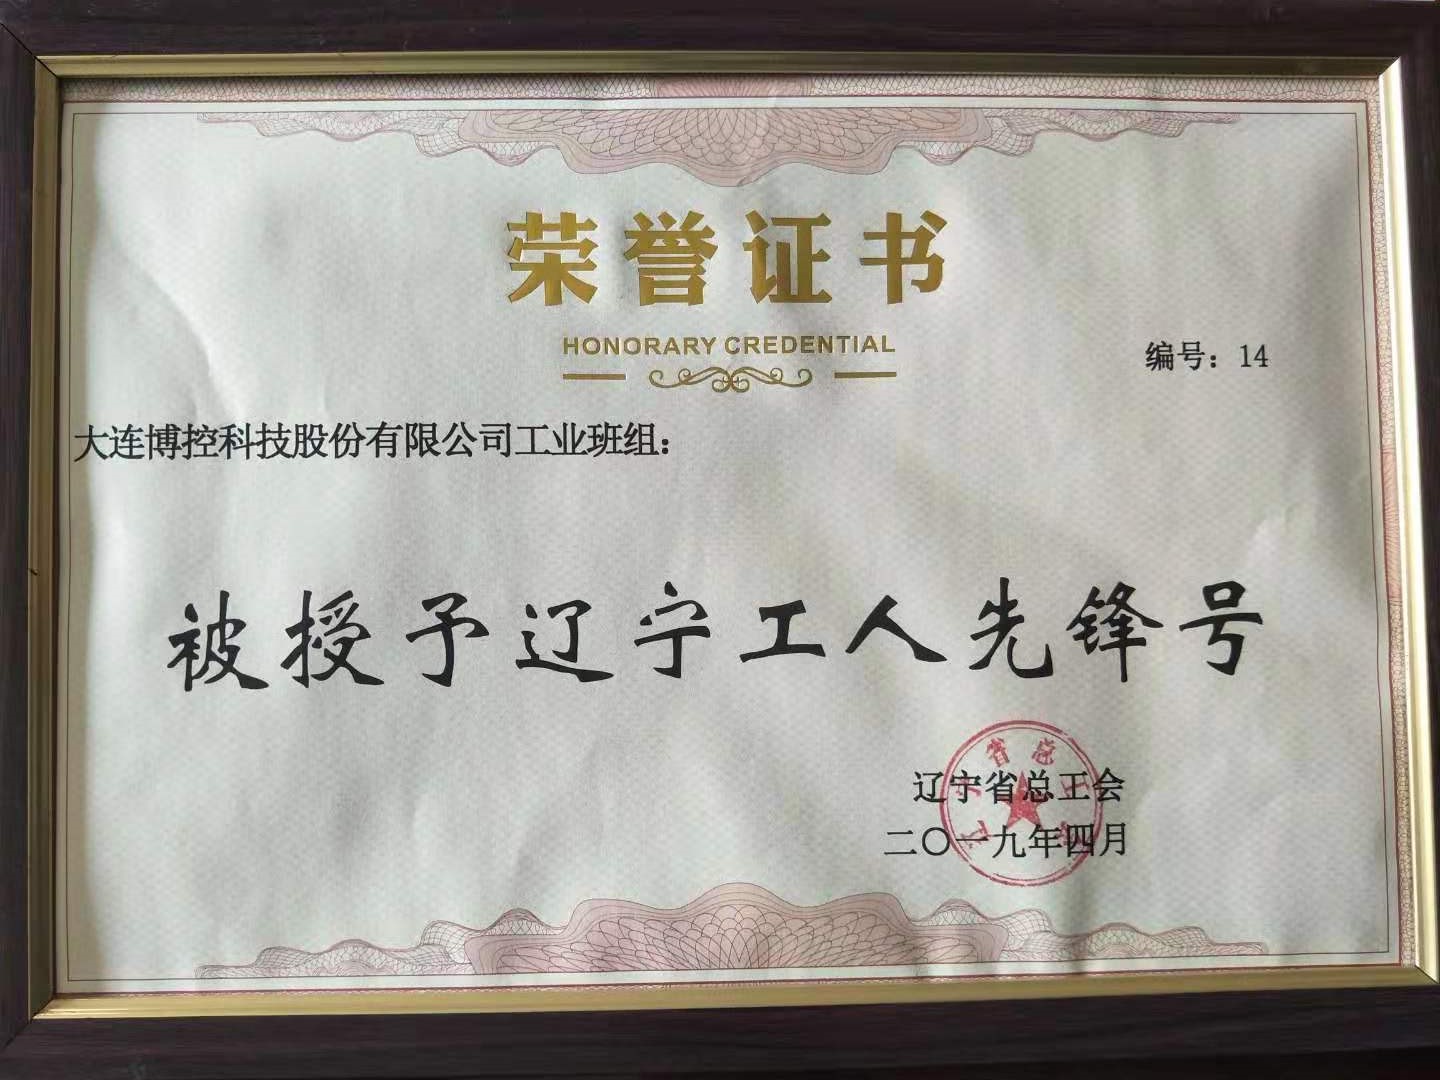 荣誉证书
HONORARY CREDENTIAL
编号：14
大连博控科技股份有限公司工业班组：
被授予辽宁工人先锋号
省总
辽宁省总工会
二〇一九年四月